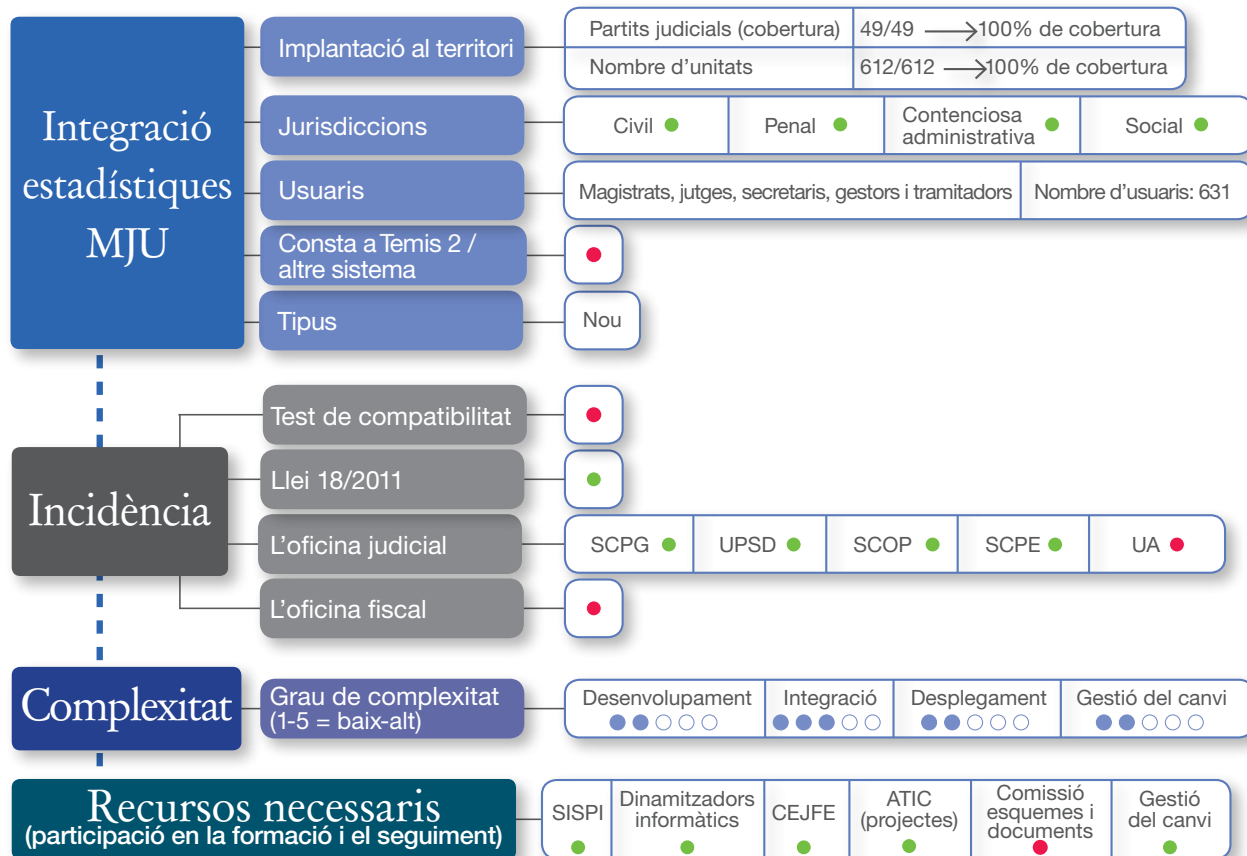 Integració
estadístiques
MJU
Implantació al territori
Partits judicials (cobertura) 49/49 100% de cobertura
Nombre d'unitats 612/612 100% de cobertura
Jurisdiccions
Civil
Penal
Contenciosa
administrativa
Social
Usuaris
Magistrats, jutges, secretaris, gestors i tramitadors
Nombre d'usuaris: 631
Consta a Temis 2 /
altre sistema
Tipus
Nou
Incidència
Test de compatibilitat
Llei 18/2011
L'oficina judicial
SCPG
UPSD
SCOP
SCPE
UA
L'oficina fiscal
Complexitat
Grau de complexitat
(1-5 = baix-alt)
Desenvolupament
Integració
Desplegament
Gestió del canvi
Recursos necessaris
(participació en la formació i el seguiment)
SISPI
Dinamitzadors
informàtics
CEJFE
ATIC
(projectes)
Comissió
esquemes i
documents
Gestió
del canvi